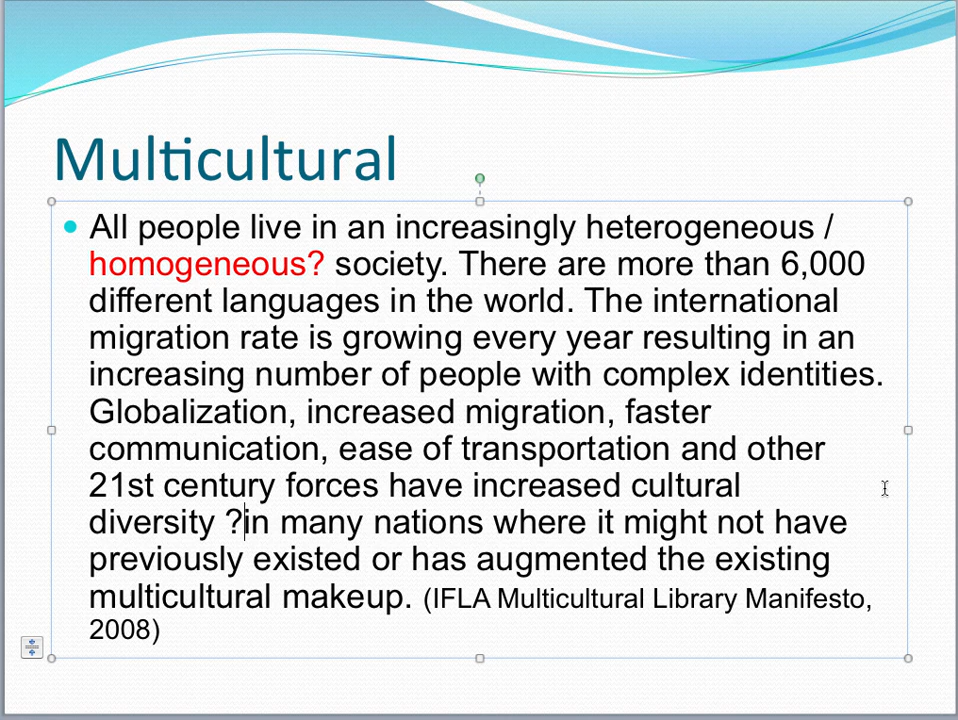 Multicultural
All people live in an increasingly heterogeneous /
homogeneous? society. There are more than 6,000
different languages in the world. The international
migration rate is growing every year resulting in an
increasing number of people with complex identities.
Globalization, increased migration, faster
communication, ease of transportation and other
21st century forces have increased cultural
diversity ?in many nations where it might not have
previously existed or has augmented the existing
multicultural makeup. (IFLA Multicultural Library Manifesto,
2008)